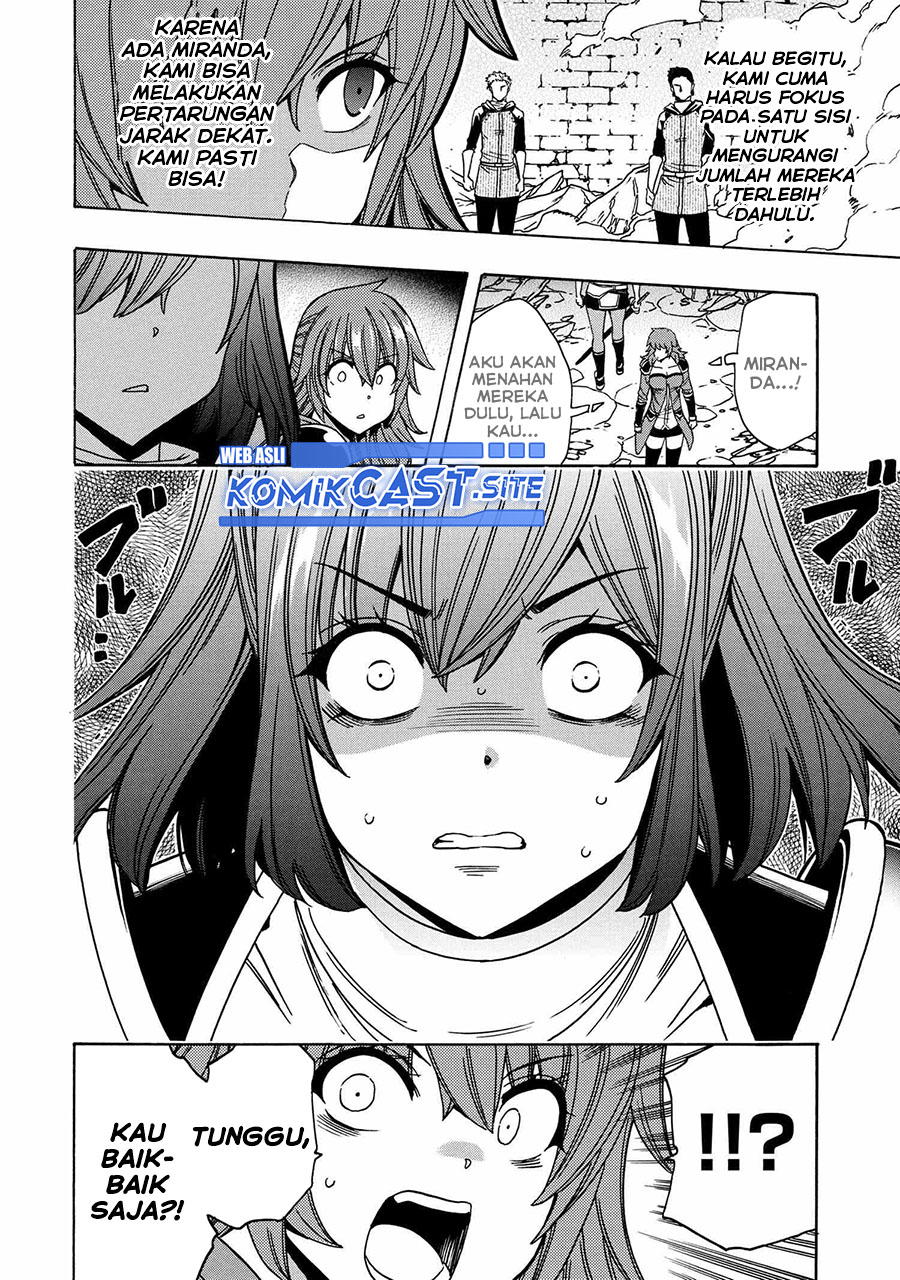 KALAU BEGITU,
KAMI CUMA
HARUS FOKUS
PADA SATU SISI
UNTUK
MENGURANGI
JUMLAH MEREKA
TERLEBIH
DAHULU.
KARENA
ADA MIRANDA,
KAMI BISA
MELAKUKAN
PERTARUNGAN
JARAK DEKAT.
KAMI PASTI
BISA!
MIRAN-
DA...!
AKU AKAN
MENAHAN
MEREKA
DULU, LALU
KAU...
WEB ASLI
KOMIKCAST.SITE
ブル
ブル...
!!?
TUNGGU,
KAU
BAIK-
BAIK
SAJA?!